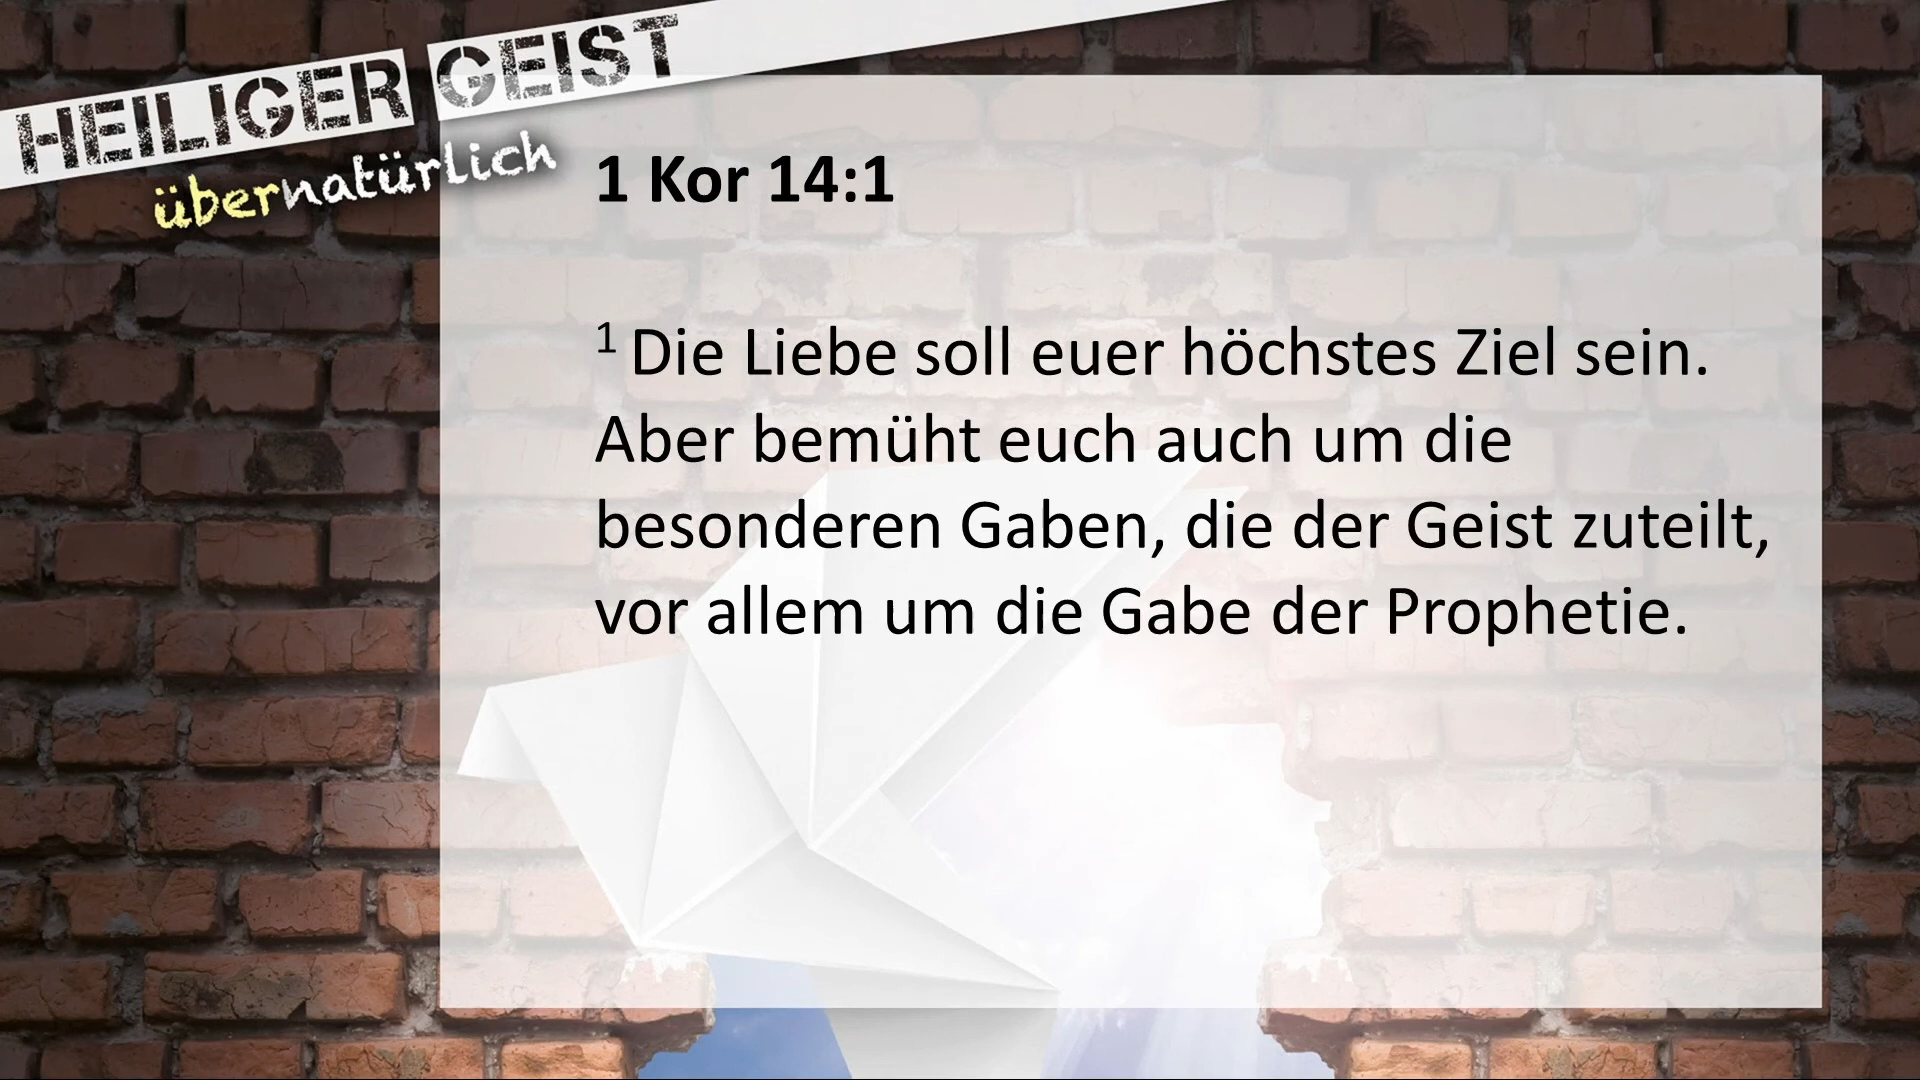 HEILIGER GEIST
übernatürlich
1 Kor 14:1
1 Die Liebe soll euer höchstes Ziel sein.
Aber bemüht euch auch um die
besonderen Gaben, die der Geist zuteilt,
vor allem um die Gabe der Prophetie.